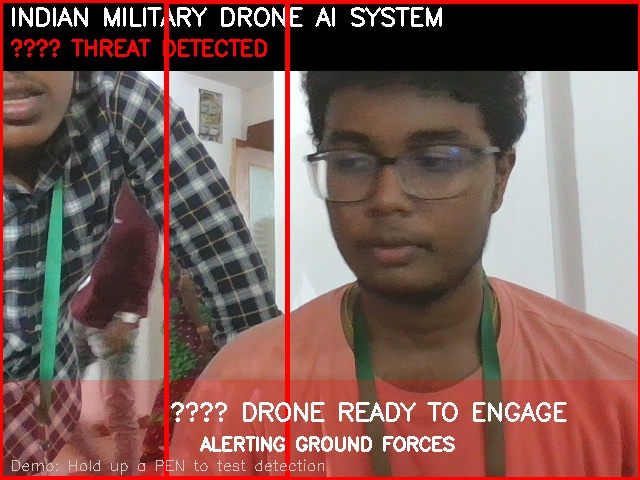 INDIAN MILITARY DRONE AI SYSTEM
???? THREAT DETECTED
???? DRONE READY TO ENGAGE
ALERTING GROUND FORCES
Demo: Hold up a PEN to test detection